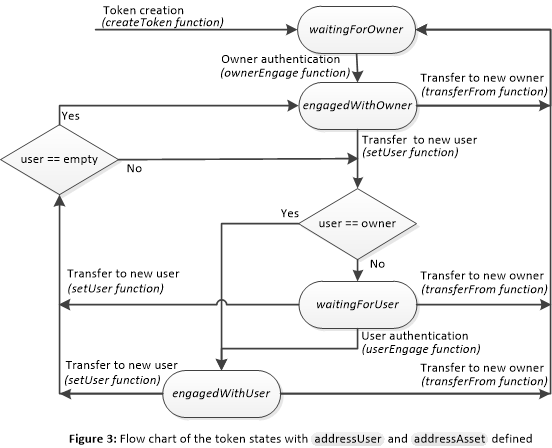 Token creation
(createToken function)
waitingForOwner
Owner authentication
(ownerEngage function)
Transfer to new owner
(transferFrom function)
engagedWithOwner
Yes
Transfer to new user
(setUser function)
user == empty
No
Yes
user == owner
No
Transfer to new user
(setUser function)
Transfer to new owner
(transferFrom function)
waitingForUser
User authentication
(userEngage function)
Transfer to new user
(setUser function)
Transfer to new owner
(transferFrom function)
engagedWithUser
Figure 3: Flow chart of the token states with addressUser and addressAsset defined